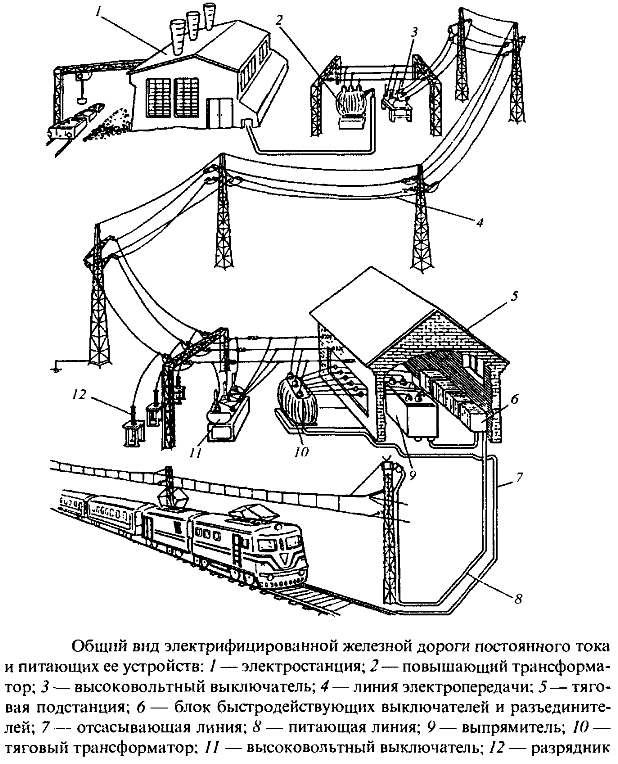 1
2
3
4
5
6
7
8
9
10
11
12
Общий вид электрифицированной железной дороги постоянного тока
и питающих ее устройств: 1 — электростанция; 2 — повышающий трансформа-
тор; 3 — высоковольтный выключатель; 4 — линия электропередачи; 5 — тяго-
вая подстанция; 6 — блок быстродействующих выключателей и разъедините-
лей; 7 — отсасывающая линия; 8 — питающая линия; 9 — выпрямитель; 10 —
тяговый трансформатор; 11 — высоковольтный выключатель; 12 — разрядник